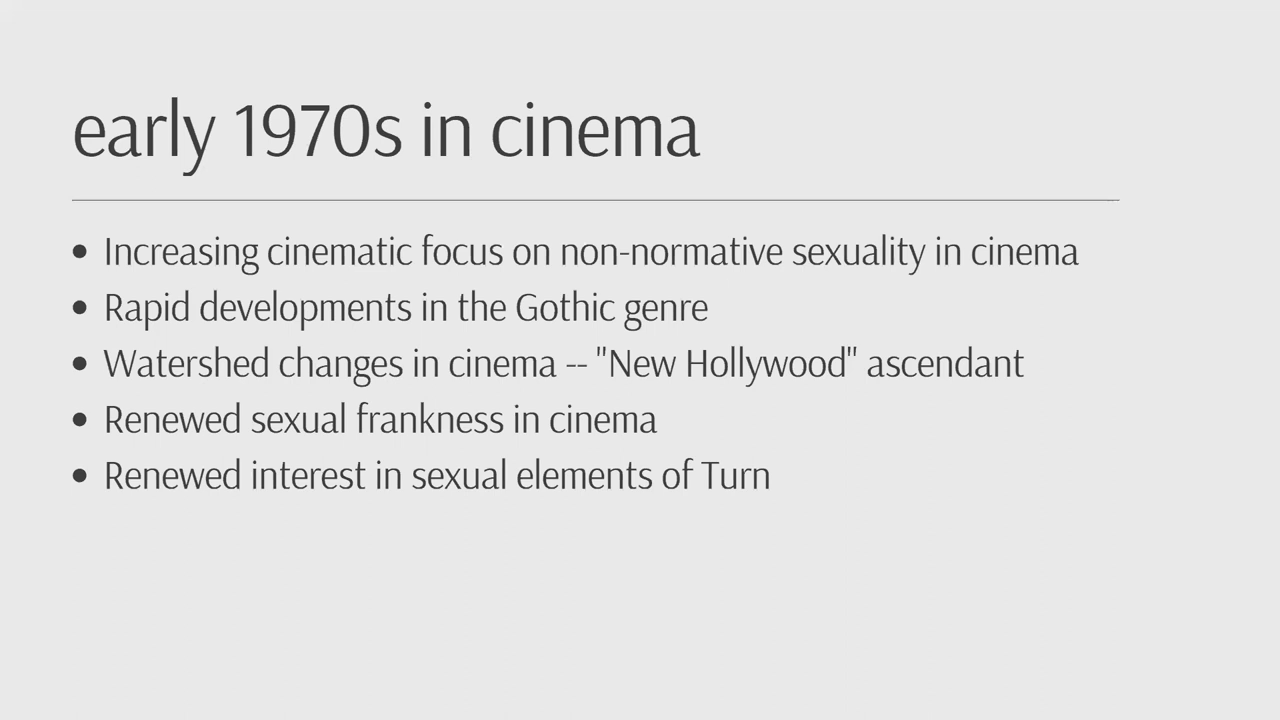 early 1970s in cinema
• Increasing cinematic focus on non-normative sexuality in cinema
• Rapid developments in the Gothic genre
• Watershed changes in cinema -- "New Hollywood" ascendant
• Renewed sexual frankness in cinema
• Renewed interest in sexual elements of Turn